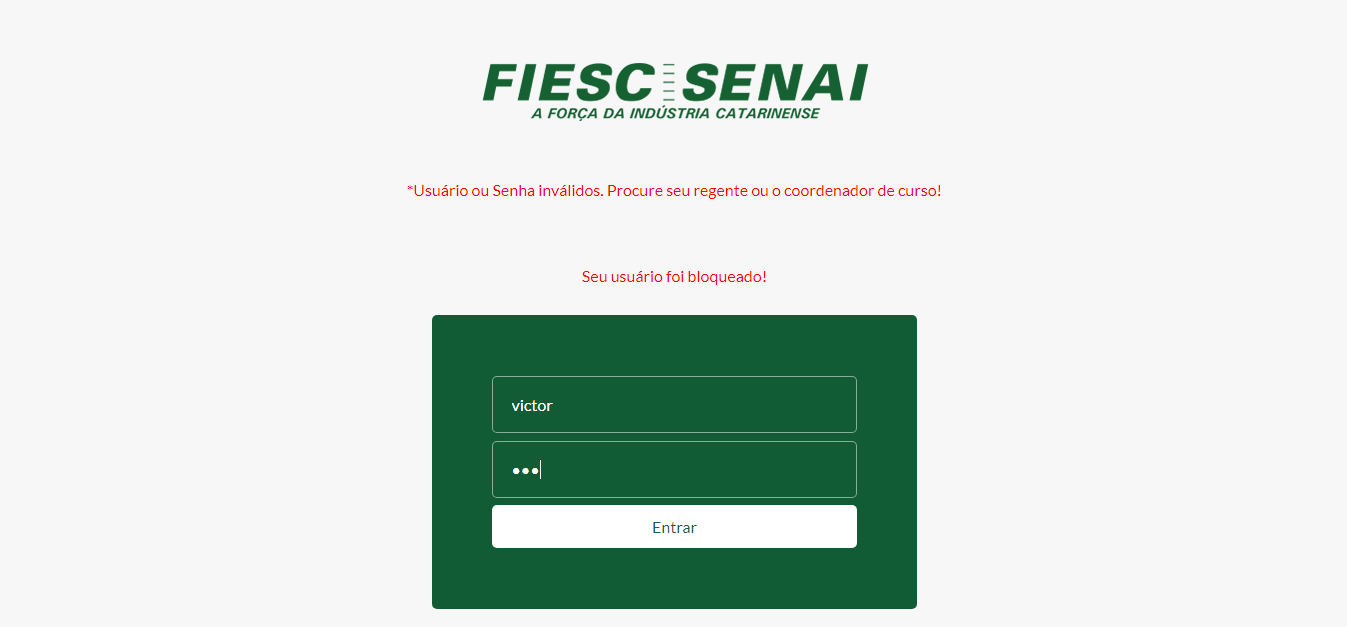 FIESC SENAI
A FORÇA DA INDÚSTRIA CATARINENSE
*Usuário ou Senha inválidos. Procure seu regente ou o coordenador de curso!
Seu usuário foi bloqueado!
victor
•••
Entrar